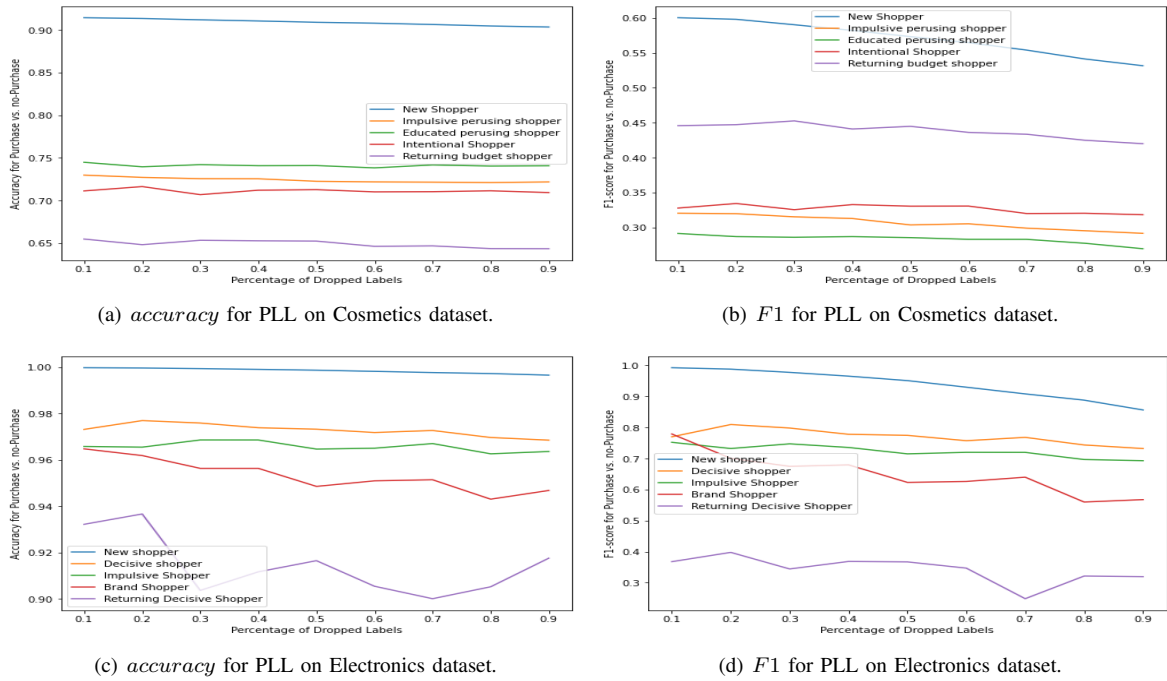 Accuracy for Purchase vs. no-Purchase
0.90
0.85
0.80
0.75
0.70
0.65
New Shopper
Impulsive perusing shopper
Educated perusing shopper
Intentional Shopper
Returning budget shopper
0.1 0.2 0.3 0.4 0.5 0.6 0.7 0.8 0.9
Percentage of Dropped Labels
(a) accuracy for PLL on Cosmetics dataset.
F1-score for Purchase vs. no-Purchase
0.60
0.55
0.50
0.45
0.40
0.35
0.30
New Shopper
Impulsive perusing shopper
Educated perusing shopper
Intentional Shopper
Returning budget shopper
0.1 0.2 0.3 0.4 0.5 0.6 0.7 0.8 0.9
Percentage of Dropped Labels
(b) F1 for PLL on Cosmetics dataset.
Accuracy for Purchase vs. no-Purchase
1.00
0.98
0.96
0.94
0.92
0.90
New shopper
Decisive shopper
Impulsive Shopper
Brand Shopper
Returning Decisive Shopper
0.1 0.2 0.3 0.4 0.5 0.6 0.7 0.8 0.9
Percentage of Dropped Labels
(c) accuracy for PLL on Electronics dataset.
F1-score for Purchase vs. no-Purchase
1.0
0.9
0.8
0.7
0.6
0.5
0.4
0.3
New shopper
Decisive shopper
Impulsive Shopper
Brand Shopper
Returning Decisive Shopper
0.1 0.2 0.3 0.4 0.5 0.6 0.7 0.8 0.9
Percentage of Dropped Labels
(d) F1 for PLL on Electronics dataset.